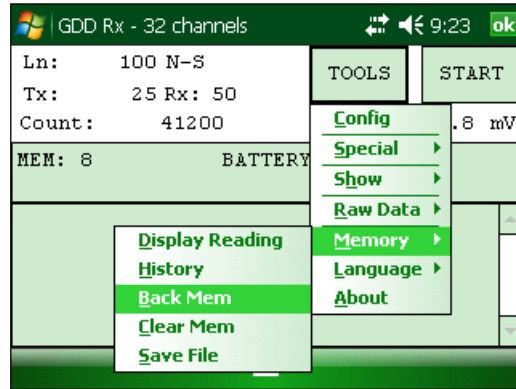 GDD Rx - 32 channels 9:23 ok
Ln: 100 N-S
Tx: 25 Rx: 50
Count: 41200
TOOLS
START
.8 mV
MEM: 8 BATTERY
Config
Special
Show
Raw Data
Memory
Language
About
Display Reading
History
Back Mem
Clear Mem
Save File